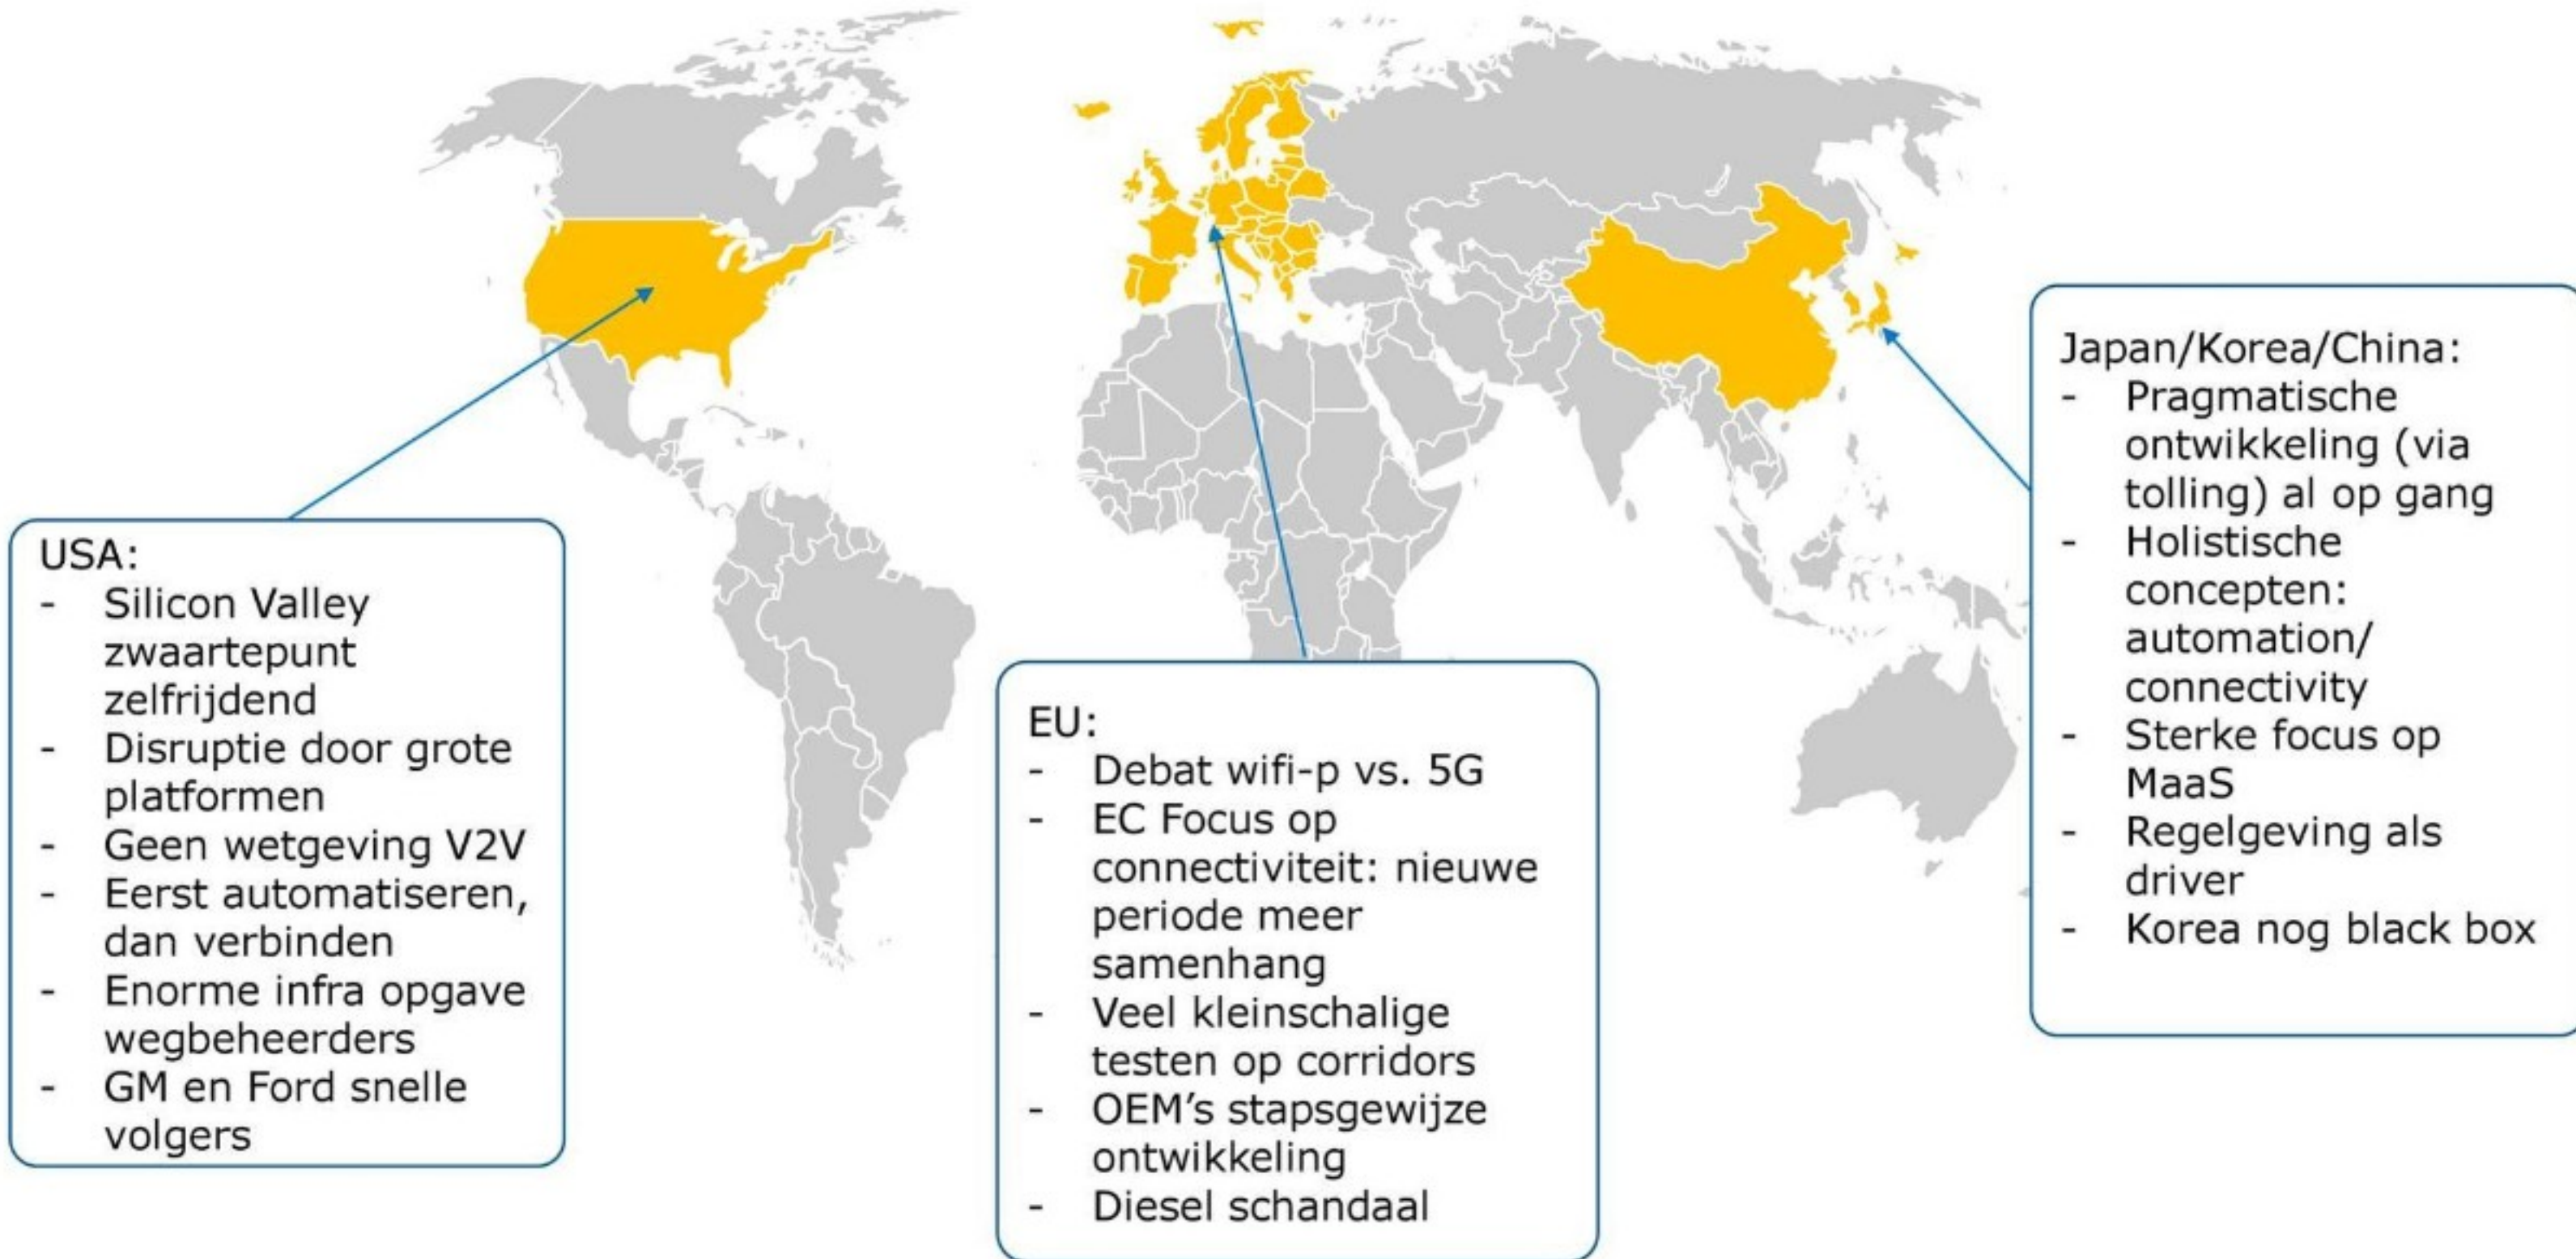 USA:
- Silicon Valley
zwaartepunt
zelfrijdend
- Disruptie door grote
platformen
- Geen wetgeving V2V
- Eerst automatiseren,
dan verbinden
- Enorme infra opgave
wegbeheerders
- GM en Ford snelle
volgers
EU:
- Debat wifi-p vs. 5G
- EC Focus op
connectiviteit: nieuwe
periode meer
samenhang
- Veel kleinschalige
testen op corridors
- OEM’s stapsgewijze
ontwikkeling
- Diesel schandaal
Japan/Korea/China:
- Pragmatische
ontwikkeling (via
tolling) al op gang
- Holistische
concepten:
automation/
connectivity
- Sterke focus op
MaaS
- Regelgeving als
driver
- Korea nog black box